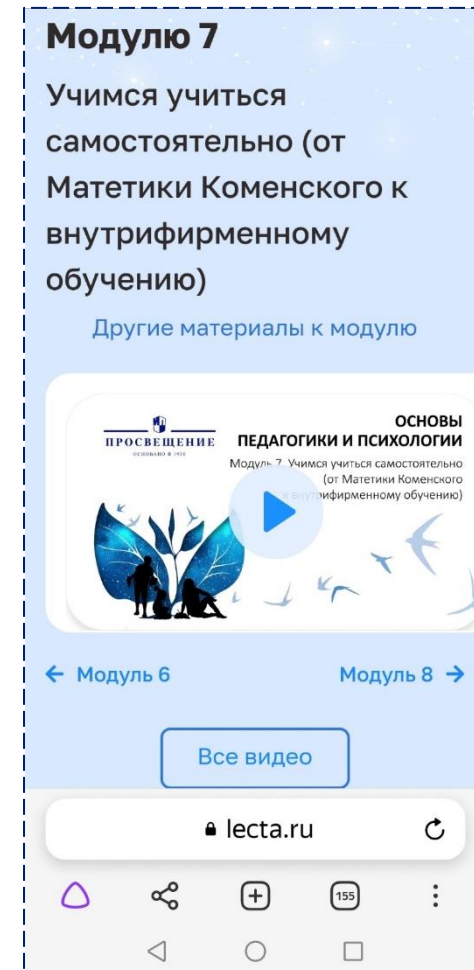 Модулю 7
Учимся учиться
самостоятельно (от
Матетики Коменского к
внутрифирменному
обучению)
Другие материалы к модулю
ПРОСВЕЩЕНИЕ
ОСНОВАНО В 1930
ОСНОВЫ
ПЕДАГОГИКИ И ПСИХОЛОГИИ
Модуль 7. Учимся учиться самостоятельно
(от Матетики Коменского
к внутрифирменному обучению)
← Модуль 6
Модуль 8 →
Все видео
lecta.ru
155